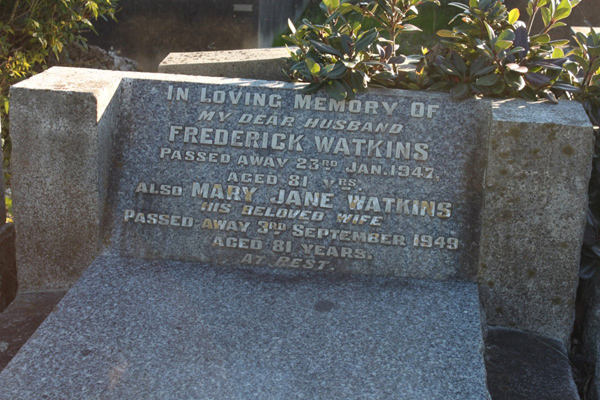 IN LOVING MEMORY OF
MY DEAR HUSBAND
FREDERICK WATKINS
PASSED AWAY 23RD JAN. 1947.
AGED 81 YRS.
ALSO MARY JANE WATKINS
HIS BELOVED WIFE
PASSED AWAY 3RD SEPTEMBER 1949
AGED 81 YEARS.
AT REST.